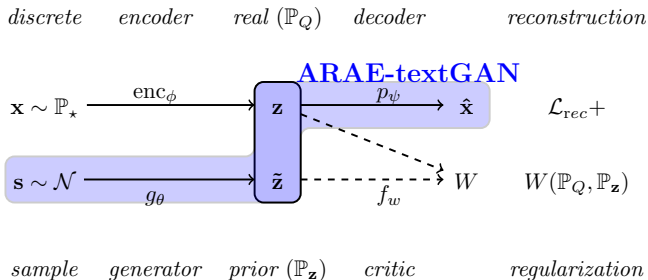 discrete encoder real (ℙ_Q) decoder reconstruction
ARAE-textGAN
x ∼ ℙ_⋆ enc_ϕ z p_ψ x̂ ℒ_rec+
s ∼ 𝒩 g_θ z̃ f_w W W(ℙ_Q, ℙ_z)
sample generator prior (ℙ_z) critic regularization